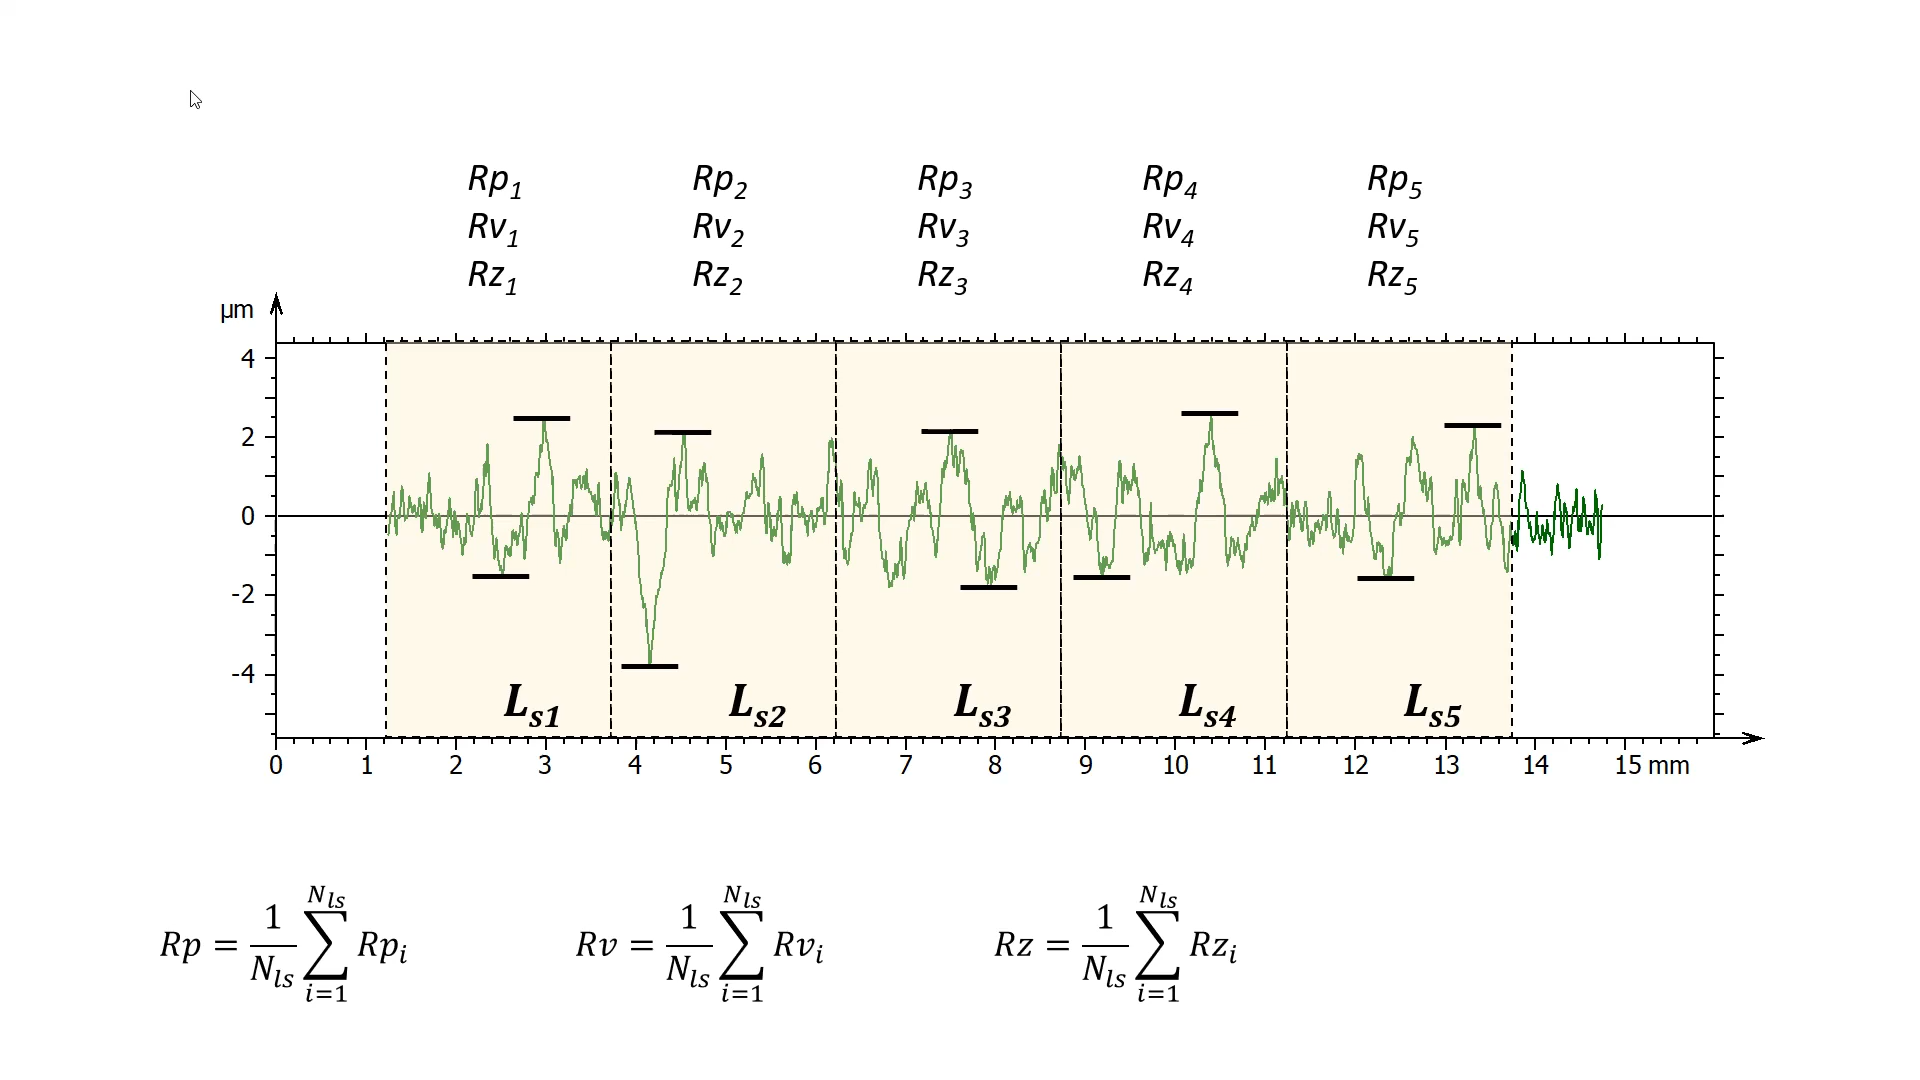 Rp1 Rp2 Rp3 Rp4 Rp5
Rv1 Rv2 Rv3 Rv4 Rv5
Rz1 Rz2 Rz3 Rz4 Rz5
µm
4
2
0
-2
-4
Ls1 Ls2 Ls3 Ls4 Ls5
0 1 2 3 4 5 6 7 8 9 10 11 12 13 14 15 mm
Rp = 1/Nls ∑ i=1 Nls Rpi Rv = 1/Nls ∑ i=1 Nls Rvi Rz = 1/Nls ∑ i=1 Nls Rzi